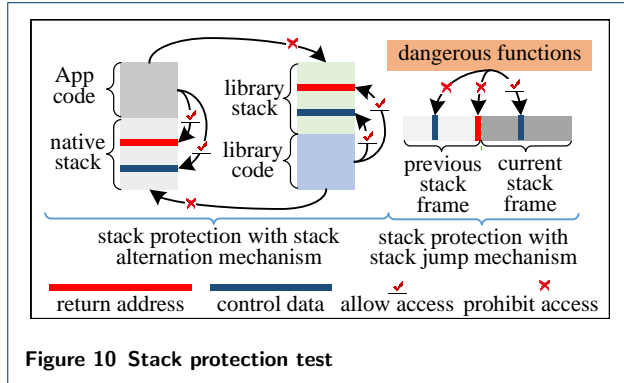 App
code
native
stack
library
stack
library
code
dangerous functions
previous
stack
frame
current
stack
frame
stack protection with stack
alternation mechanism
stack protection with
stack jump mechanism
return address
control data
allow access
prohibit access
Figure 10 Stack protection test